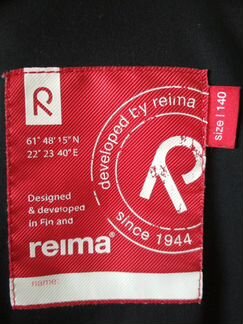 R
developed by reima
size | 140
61° 48' 15" N
22° 23 40" E
since 1944
Designed
& developed
in Fin and
reima®
name: